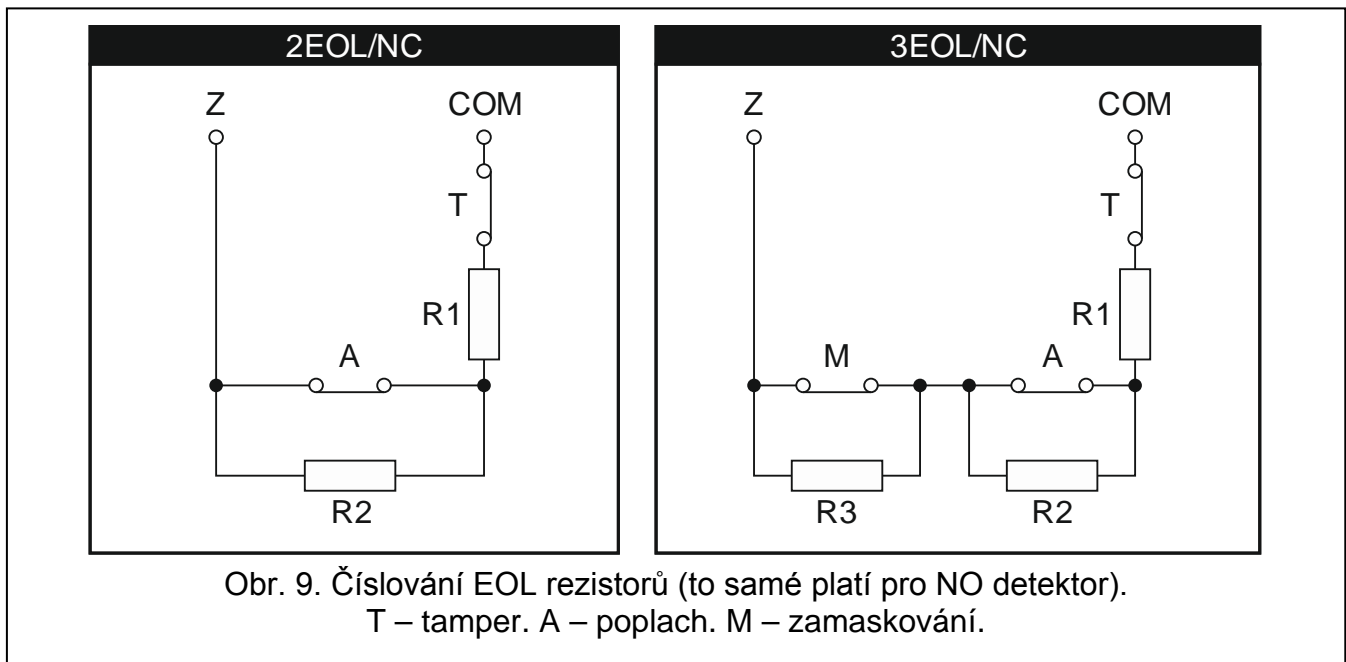 2EOL/NC
Z COM
T
R1
A
R2
3EOL/NC
Z COM
T
R1
M A
R3 R2
Obr. 9. Číslování EOL rezistorů (to samé platí pro NO detektor).
T – tamper. A – poplach. M – zamaskování.